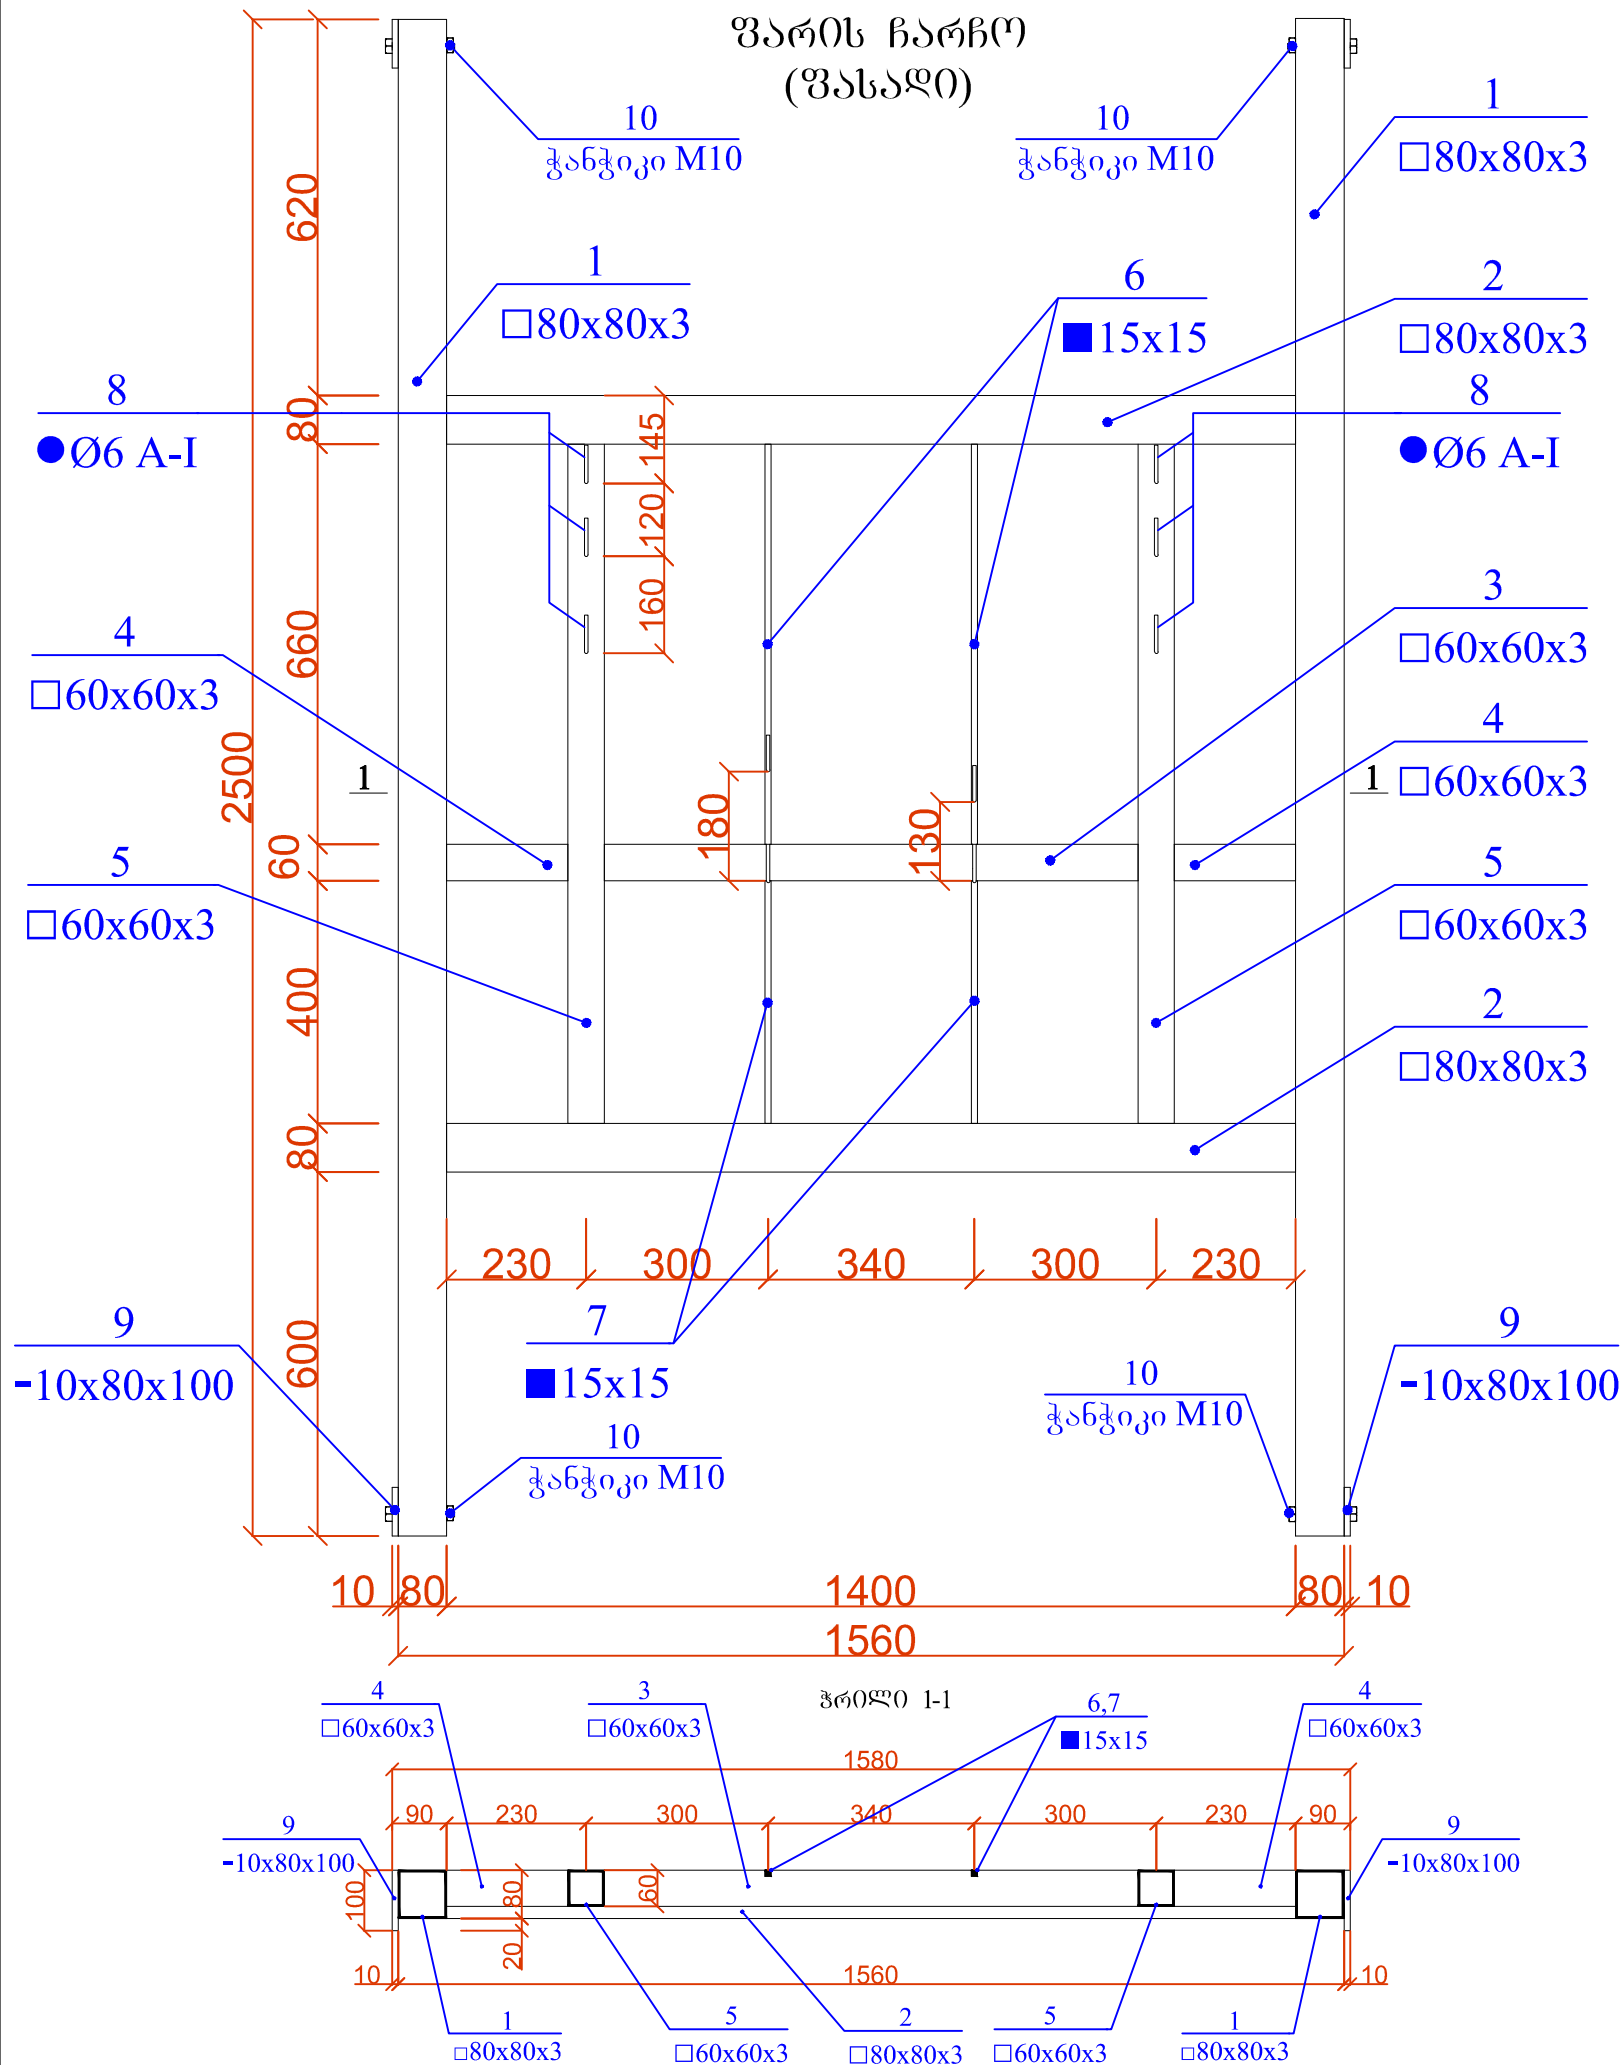 ფარის ჩარჩო
(ფასადი)
10
ჭანჭიკი M10
10
ჭანჭიკი M10
1
□80x80x3
620
1
□80x80x3
6
■15x15
2
□80x80x3
8
●Ø6 A-I
80
145
8
●Ø6 A-I
120
160
3
□60x60x3
4
□60x60x3
660
2500
4
□60x60x3
1
1
180
130
60
5
□60x60x3
5
□60x60x3
400
2
□80x80x3
80
230 300 340 300 230
9
-10x80x100
600
7
■15x15
10
ჭანჭიკი M10
9
-10x80x100
10
ჭანჭიკი M10
10 80 1400 80 10
1560
ჭრილი 1-1
4
□60x60x3
3
□60x60x3
6,7
■15x15
4
□60x60x3
1580
90 230 300 340 300 230 90
9
-10x80x100
9
-10x80x100
100
80
60
20
10 1560 10
1
□80x80x3
5
□60x60x3
2
□80x80x3
5
□60x60x3
1
□80x80x3